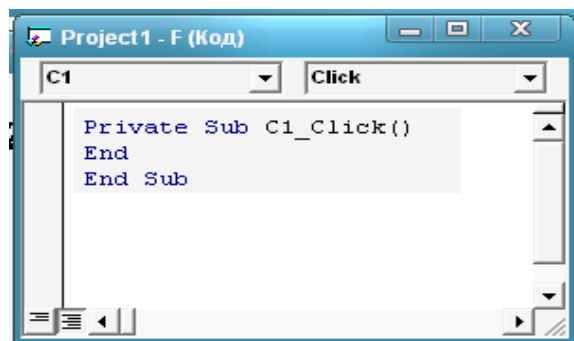 Project1 - F (Код)
C1
Click
Private Sub C1_Click()
End
End Sub